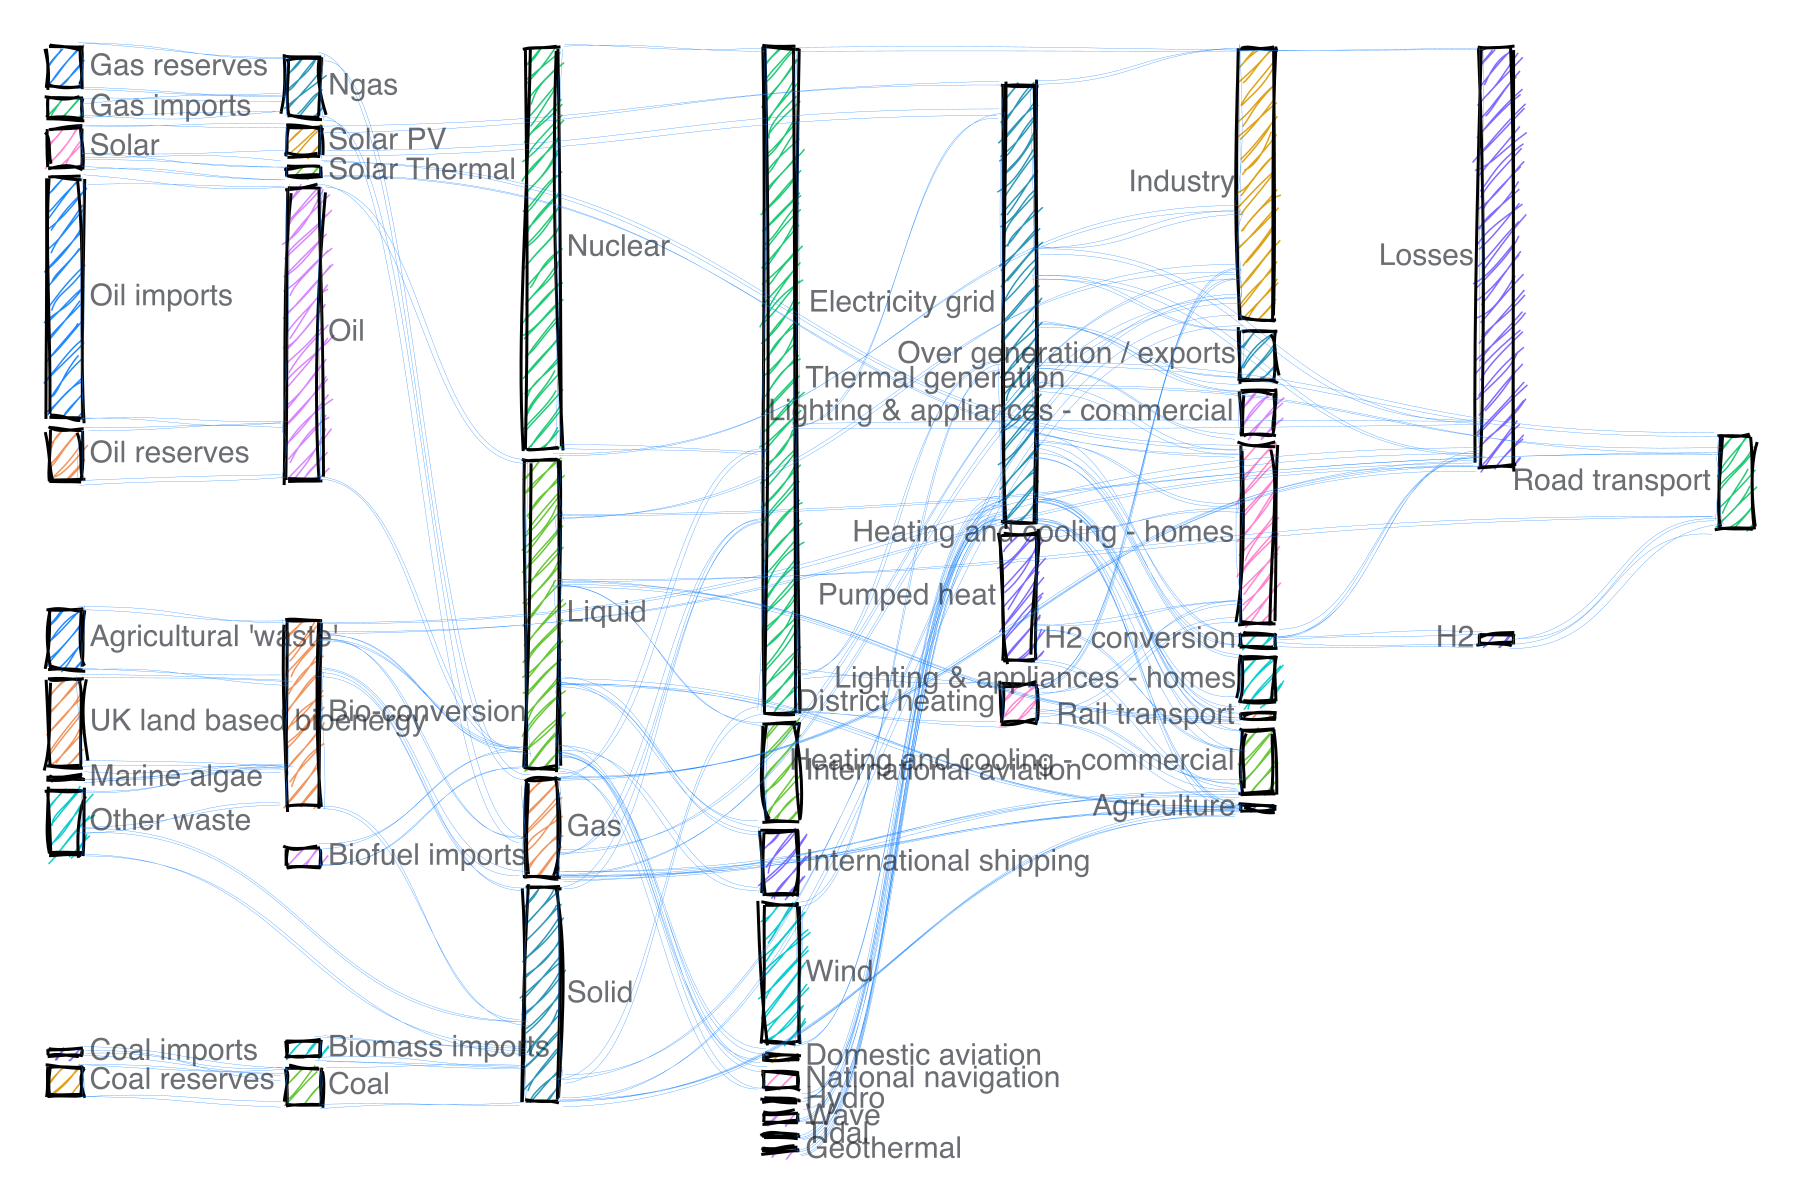 Gas reserves
Gas imports
Solar
Oil imports
Oil reserves
Agricultural 'waste'
UK land based bioenergy
Marine algae
Other waste
Coal imports
Coal reserves
Ngas
Solar PV
Solar Thermal
Oil
Bio-conversion
Biofuel imports
Biomass imports
Coal
Nuclear
Liquid
Gas
Solid
Thermal generation
International aviation
International shipping
Wind
Domestic aviation
National navigation
Hydro
Wave
Tidal
Geothermal
Electricity grid
Pumped heat
District heating
Industry
Over generation / exports
Lighting & appliances - commercial
Heating and cooling - homes
H2 conversion
Lighting & appliances - homes
Rail transport
Heating and cooling - commercial
Agriculture
Losses
H2
Road transport